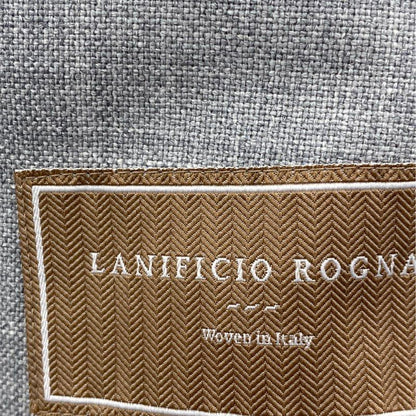 LANIFICIO ROGNA
~ ~ ~
Woven in Italy